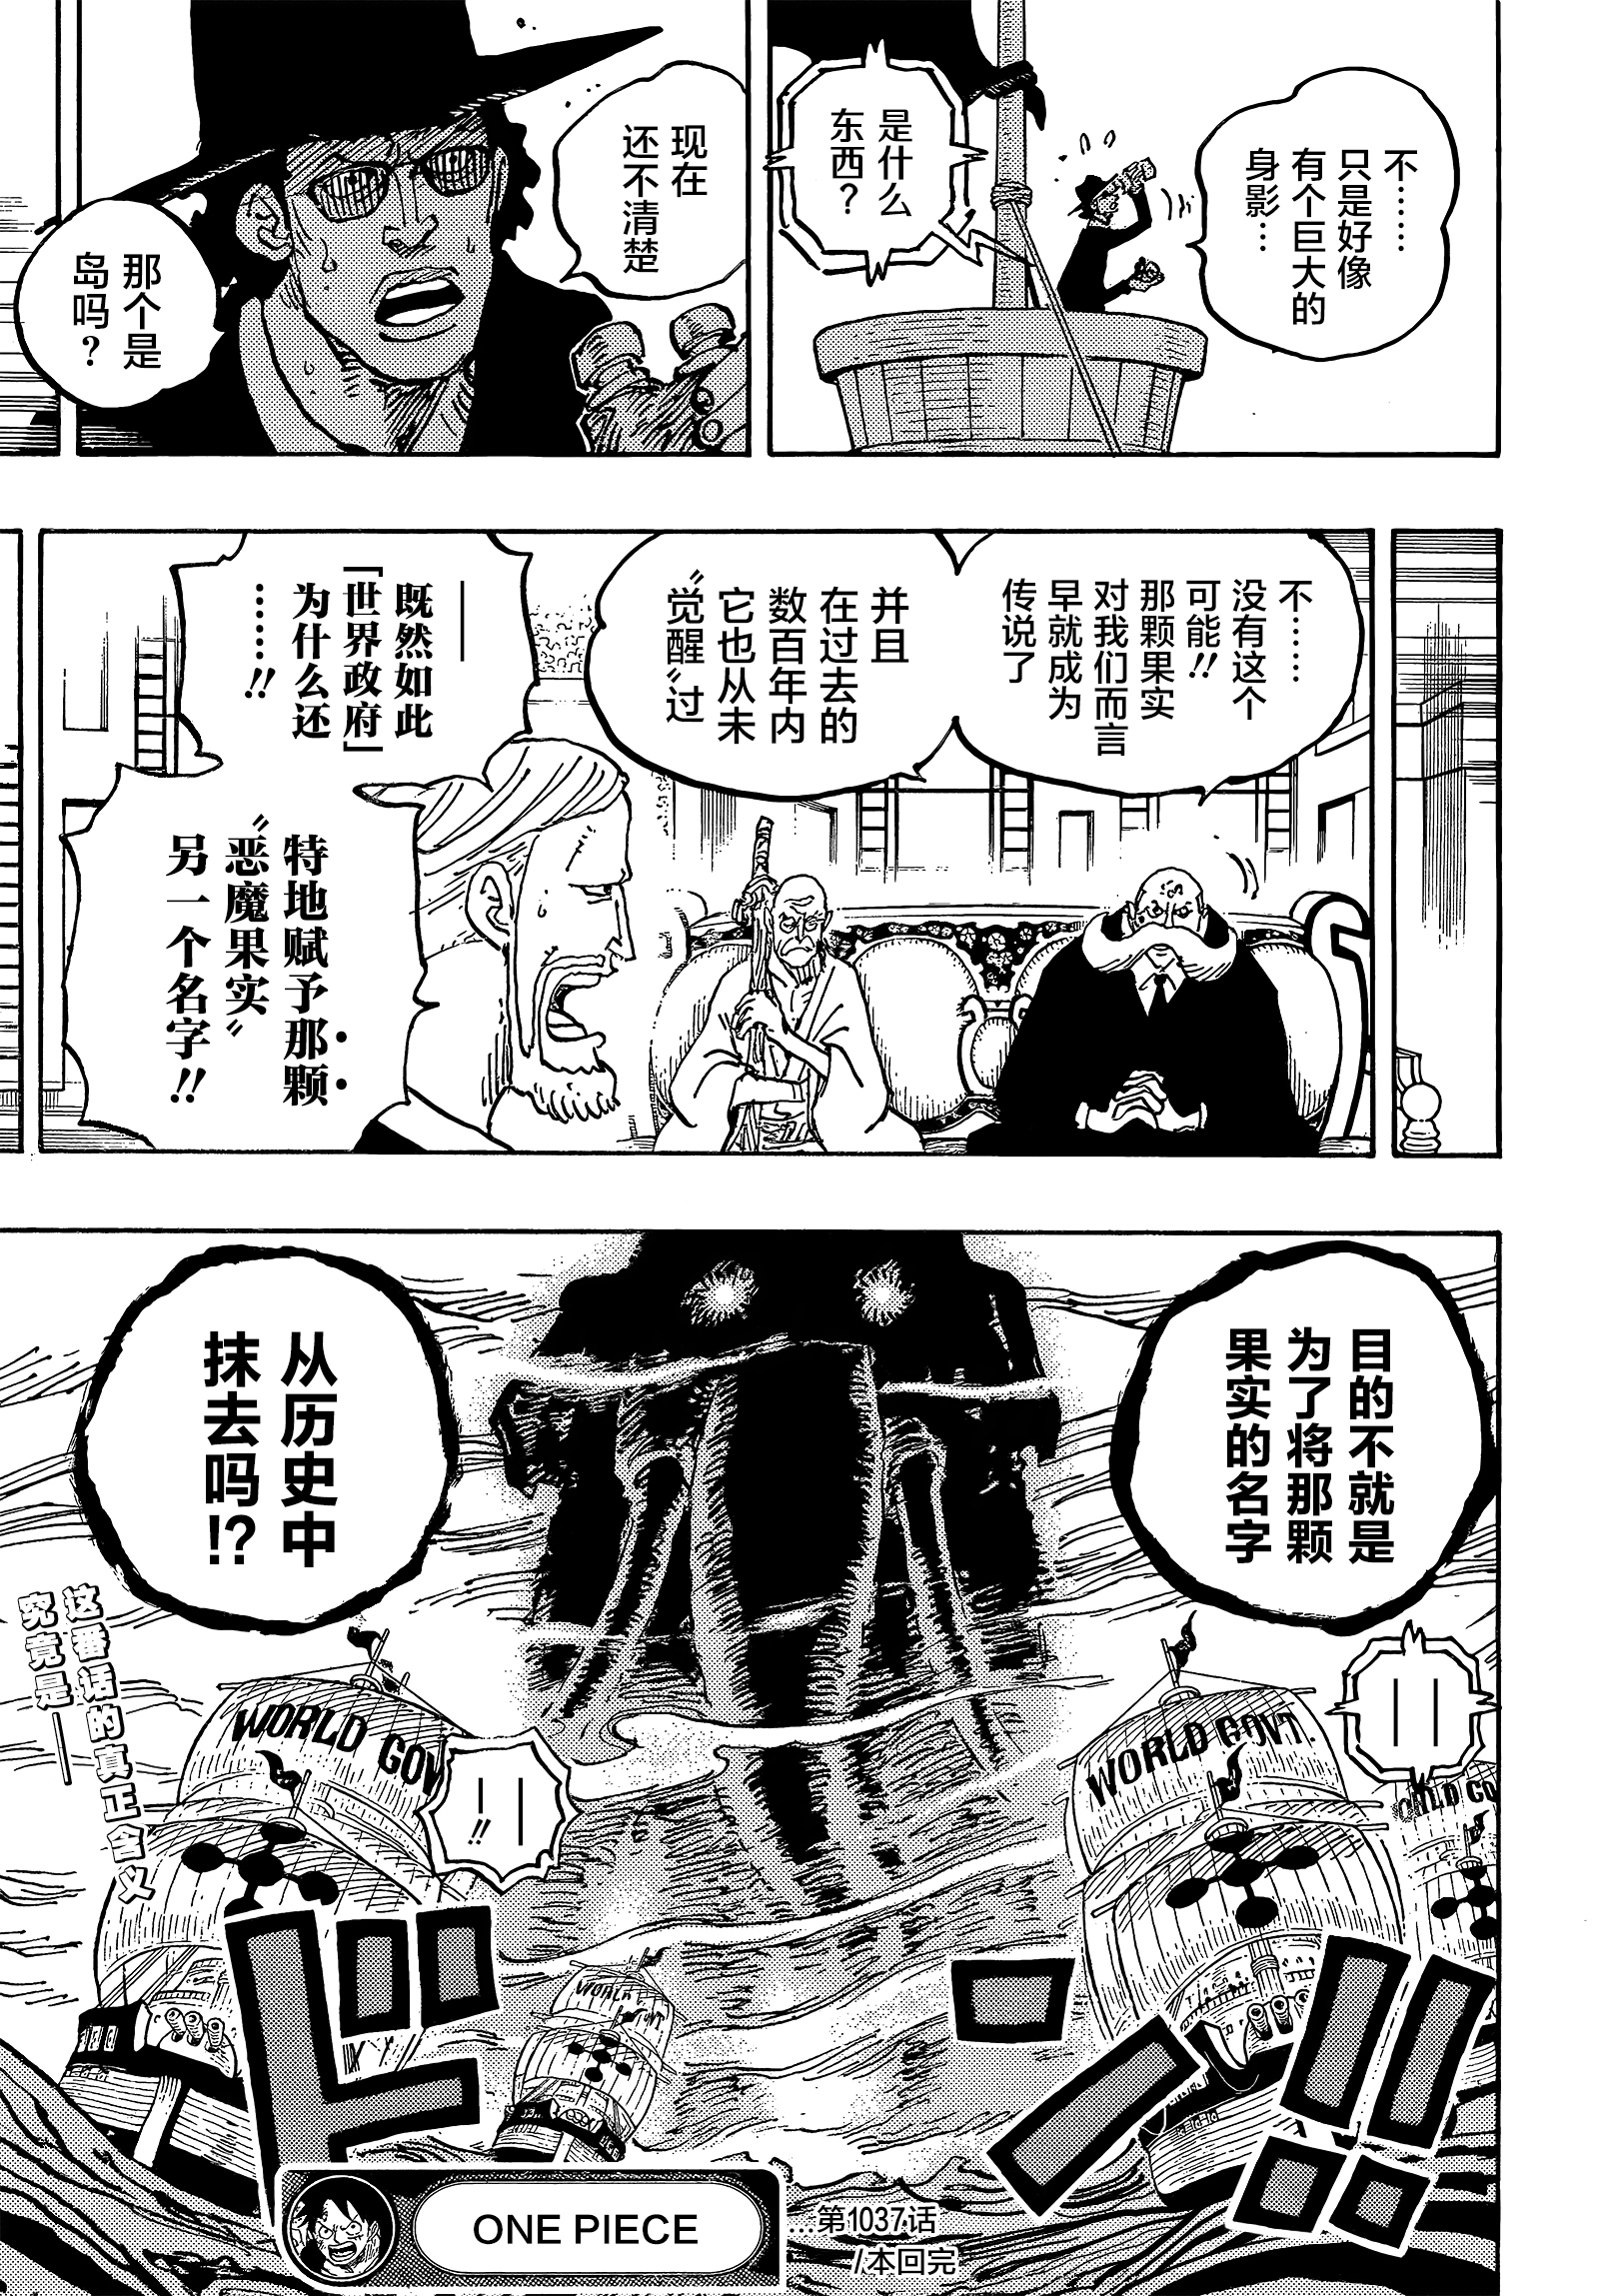 不……
只是好像
有个巨大的
身影…
是什么
东西？
现在
还不清楚
那个是
岛吗？
不……
没有这个
可能!!
那颗果实
对我们而言
早就成为
传说了
并且
在过去的
数百年内
它也从未
〝觉醒〞过
——
既然如此
「世界政府」
为什么还
……!!
特地赋予那颗
〝恶魔果实〞
另一个名字!!
目的不就是
为了将那颗
果实的名字
从历史中
抹去吗!?
——
——!!
WORLD GOVT.
WORLD GO
WORLD GOV
WORLD GOVT
ドドン!!
这番话的真正含义
究竟是——
ONE PIECE
…第1037话
/本回完